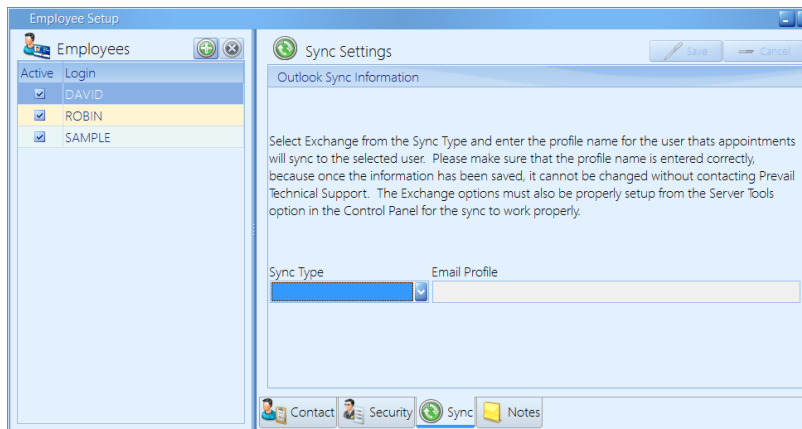 Employee Setup
Employees
Active Login
DAVID
ROBIN
SAMPLE
Sync Settings
Save
Cancel
Outlook Sync Information
Select Exchange from the Sync Type and enter the profile name for the user thats appointments
will sync to the selected user. Please make sure that the profile name is entered correctly,
because once the information has been saved, it cannot be changed without contacting Prevail
Technical Support. The Exchange options must also be properly setup from the Server Tools
option in the Control Panel for the sync to work properly.
Sync Type Email Profile
Contact Security Sync Notes